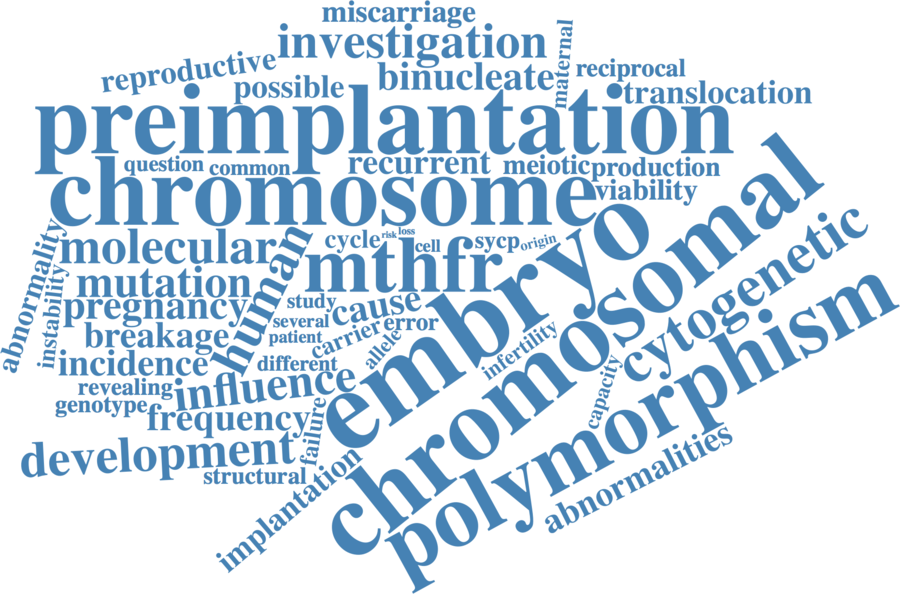 miscarriage
investigation
maternal
reproductive
possible
binucleate
reciprocal
translocation
preimplantation
question
common
recurrent
meiotic
production
chromosome
viability
abnormality
instability
molecular
human
cycle
risk
loss
cell
sycp
origin
mthfr
mutation
pregnancy
study
cause
embryo
chromosomal
cytogenetic
polymorphism
breakage
several
carrier
error
patient
allele
infertility
incidence
different
revealing
influence
capacity
genotype
frequency
failure
development
structural
implantation
abnormalities